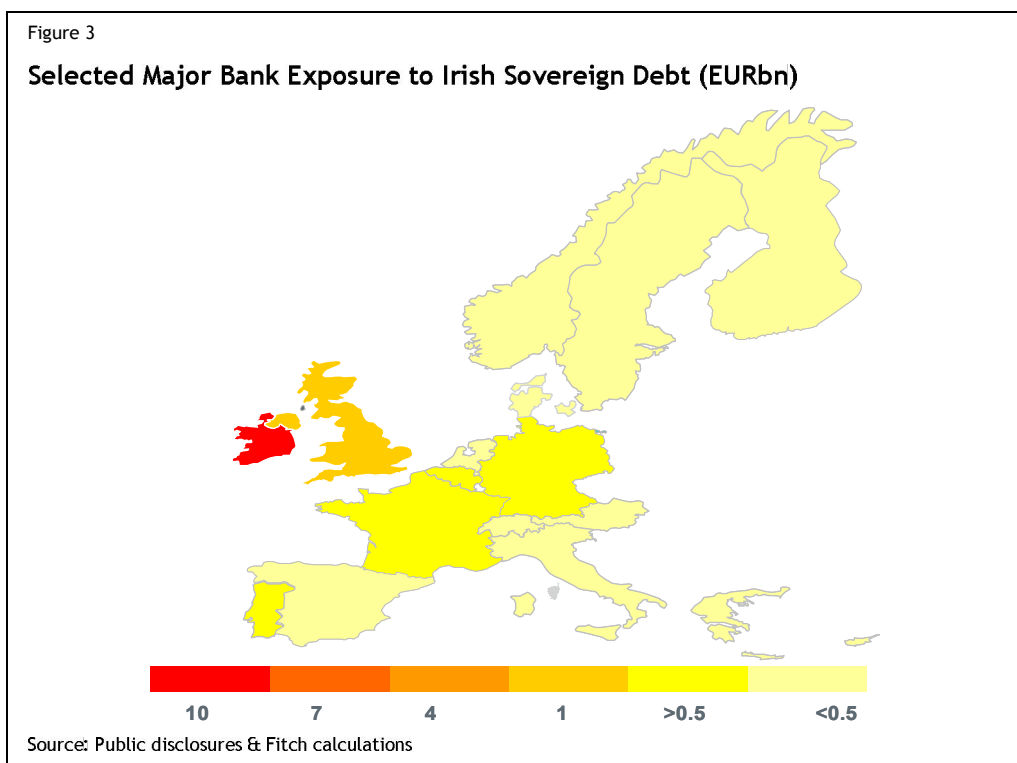 Figure 3
Selected Major Bank Exposure to Irish Sovereign Debt (EURbn)
10 7 4 1 >0.5 <0.5
Source: Public disclosures & Fitch calculations